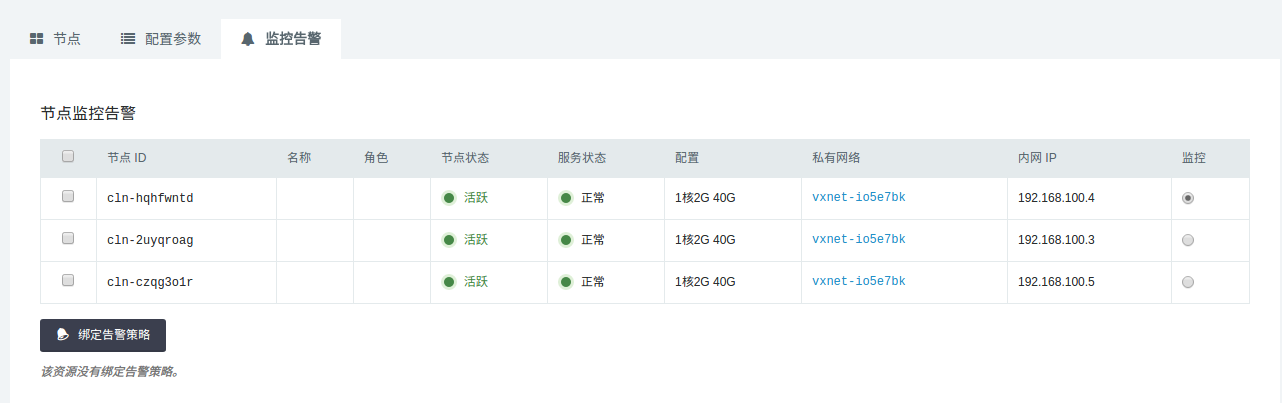 节点 配置参数 监控告警
节点监控告警
节点 ID 名称 角色 节点状态 服务状态 配置 私有网络 内网 IP 监控
cln-hqhfwntd 活跃 正常 1核2G 40G vxnet-io5e7bk 192.168.100.4
cln-2uyqroag 活跃 正常 1核2G 40G vxnet-io5e7bk 192.168.100.3
cln-czqg3o1r 活跃 正常 1核2G 40G vxnet-io5e7bk 192.168.100.5
绑定告警策略
该资源没有绑定告警策略。